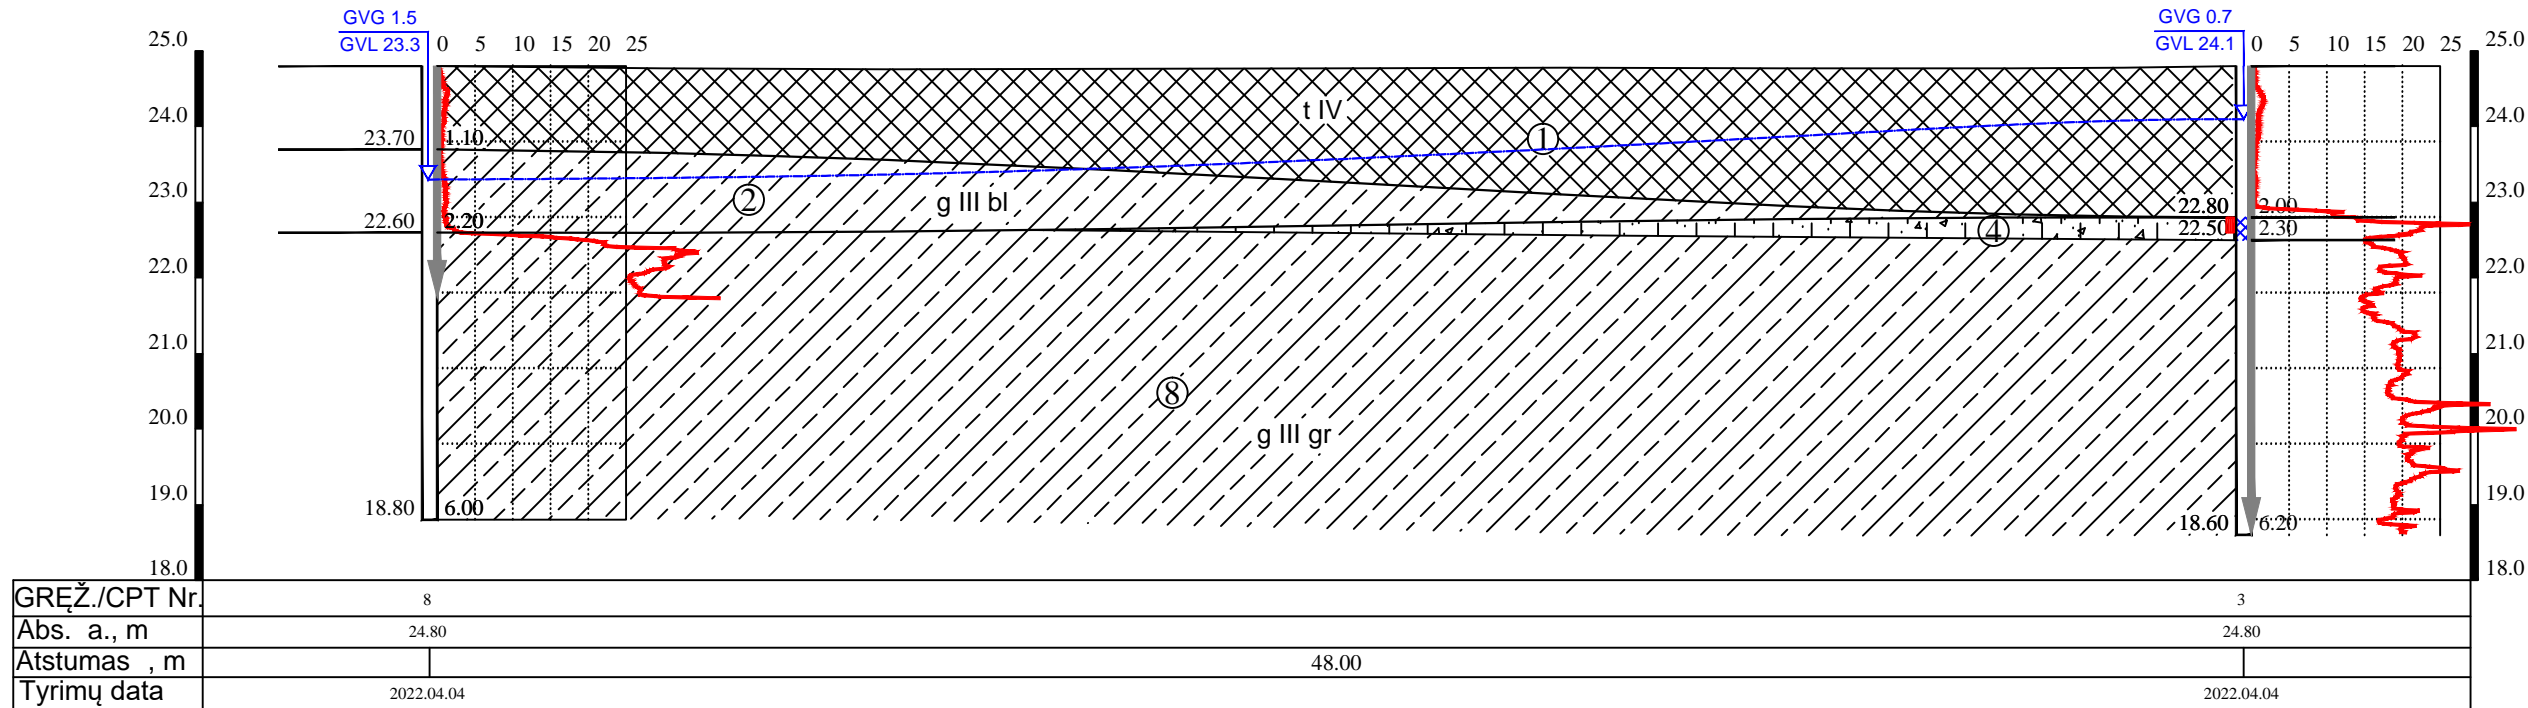 GVG 1.5
GVL 23.3
GVG 0.7
GVL 24.1
0 5 10 15 20 25
0 5 10 15 20 25
25.0
24.0
23.0
22.0
21.0
20.0
19.0
18.0
23.70 1.10
22.60 2.20
18.80 6.00
t IV
1
2
g III bl
4
8
g III gr
22.80 2.00
22.50 2.30
18.60 6.20
25.0
24.0
23.0
22.0
21.0
20.0
19.0
18.0
GRĘŽ./CPT Nr. 8 3
Abs. a., m 24.80 24.80
Atstumas , m 48.00
Tyrimų data 2022.04.04 2022.04.04